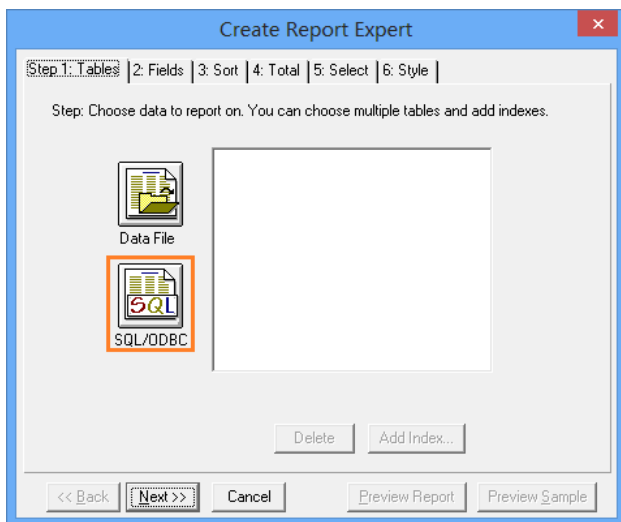 Create Report Expert
Step 1: Tables 2: Fields 3: Sort 4: Total 5: Select 6: Style
Step: Choose data to report on. You can choose multiple tables and add indexes.
Data File
SQL
SQL/ODBC
Delete Add Index...
<< Back Next >> Cancel Preview Report Preview Sample